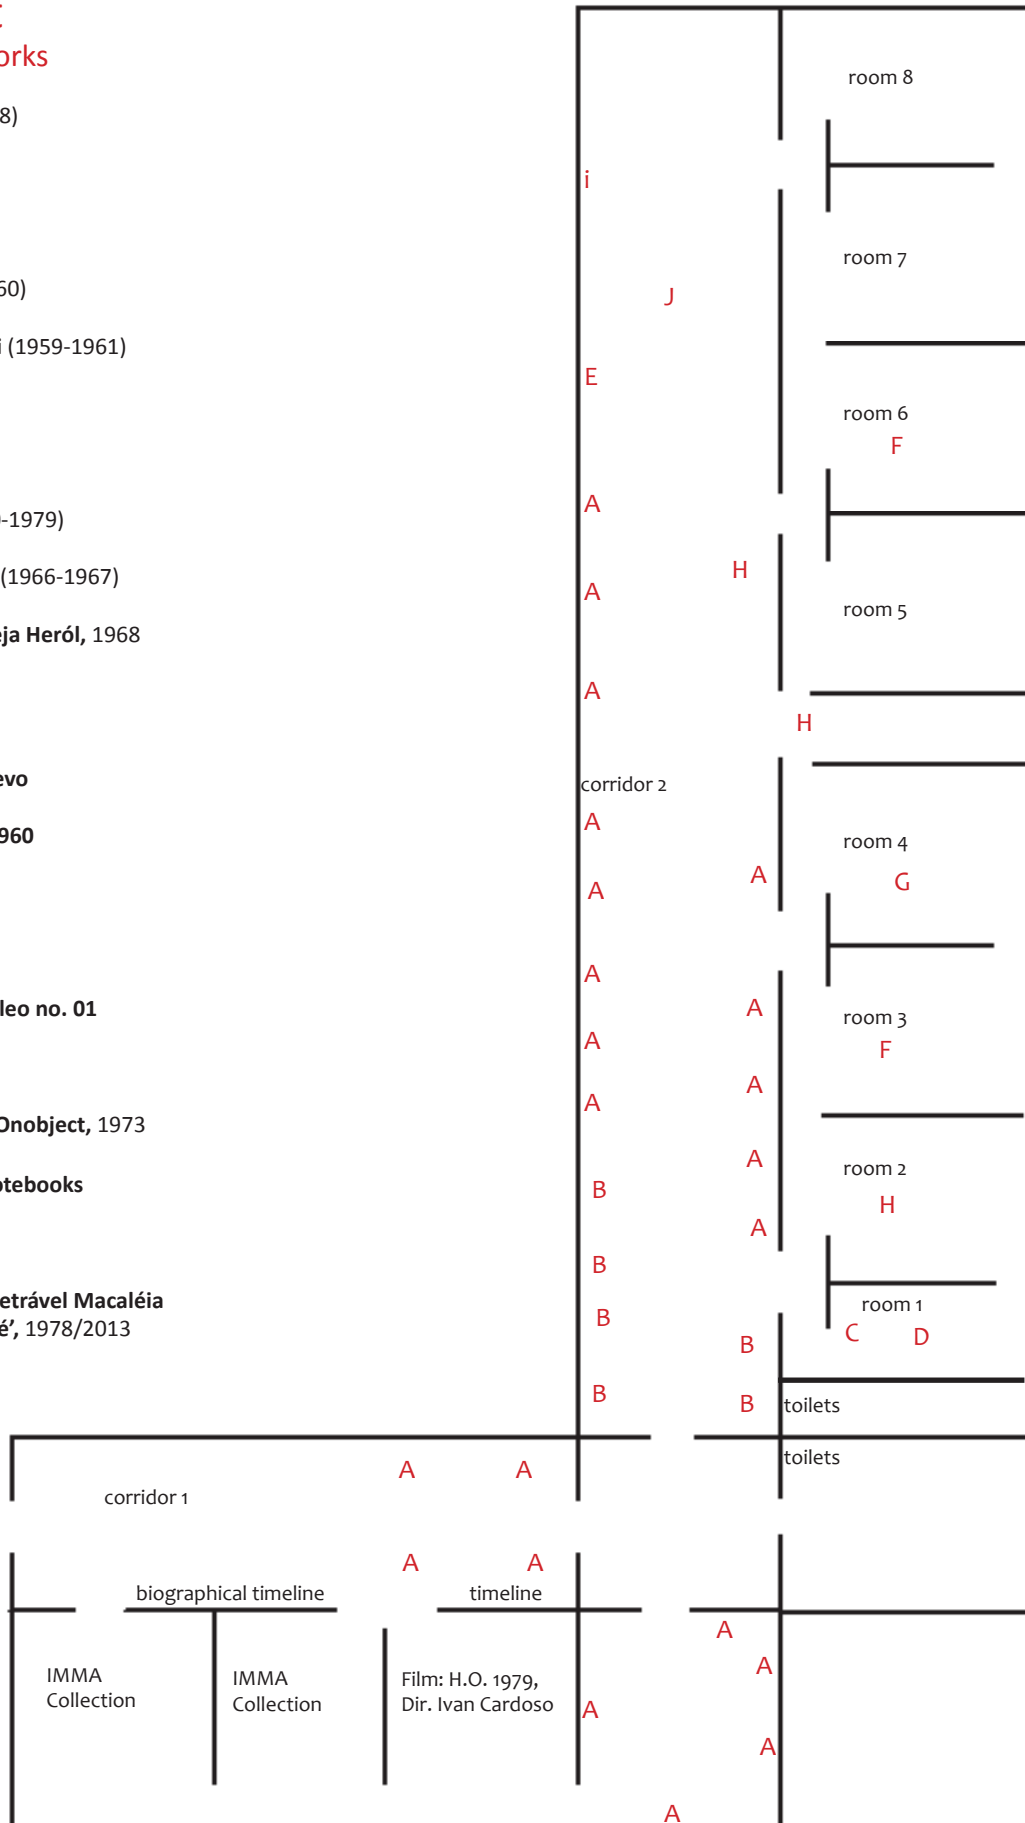 orks
8)
60)
i (1959-1961)
-1979)
(1966-1967)
eja Heról, 1968
evo
960
leo no. 01
Onobject, 1973
otebooks
etrável Macaléia
é’, 1978/2013
room 8
i
room 7
J
E
room 6
F
A
H
A
room 5
A
H
corridor 2
A
room 4
A
G
A
A
A
room 3
A
F
A
A
A
room 2
B
H
A
B
room 1
B
C
D
B
B
B
toilets
toilets
A
A
corridor 1
A
A
biographical timeline
timeline
A
A
IMMA
Collection
IMMA
Collection
Film: H.O. 1979,
Dir. Ivan Cardoso
A
A
A